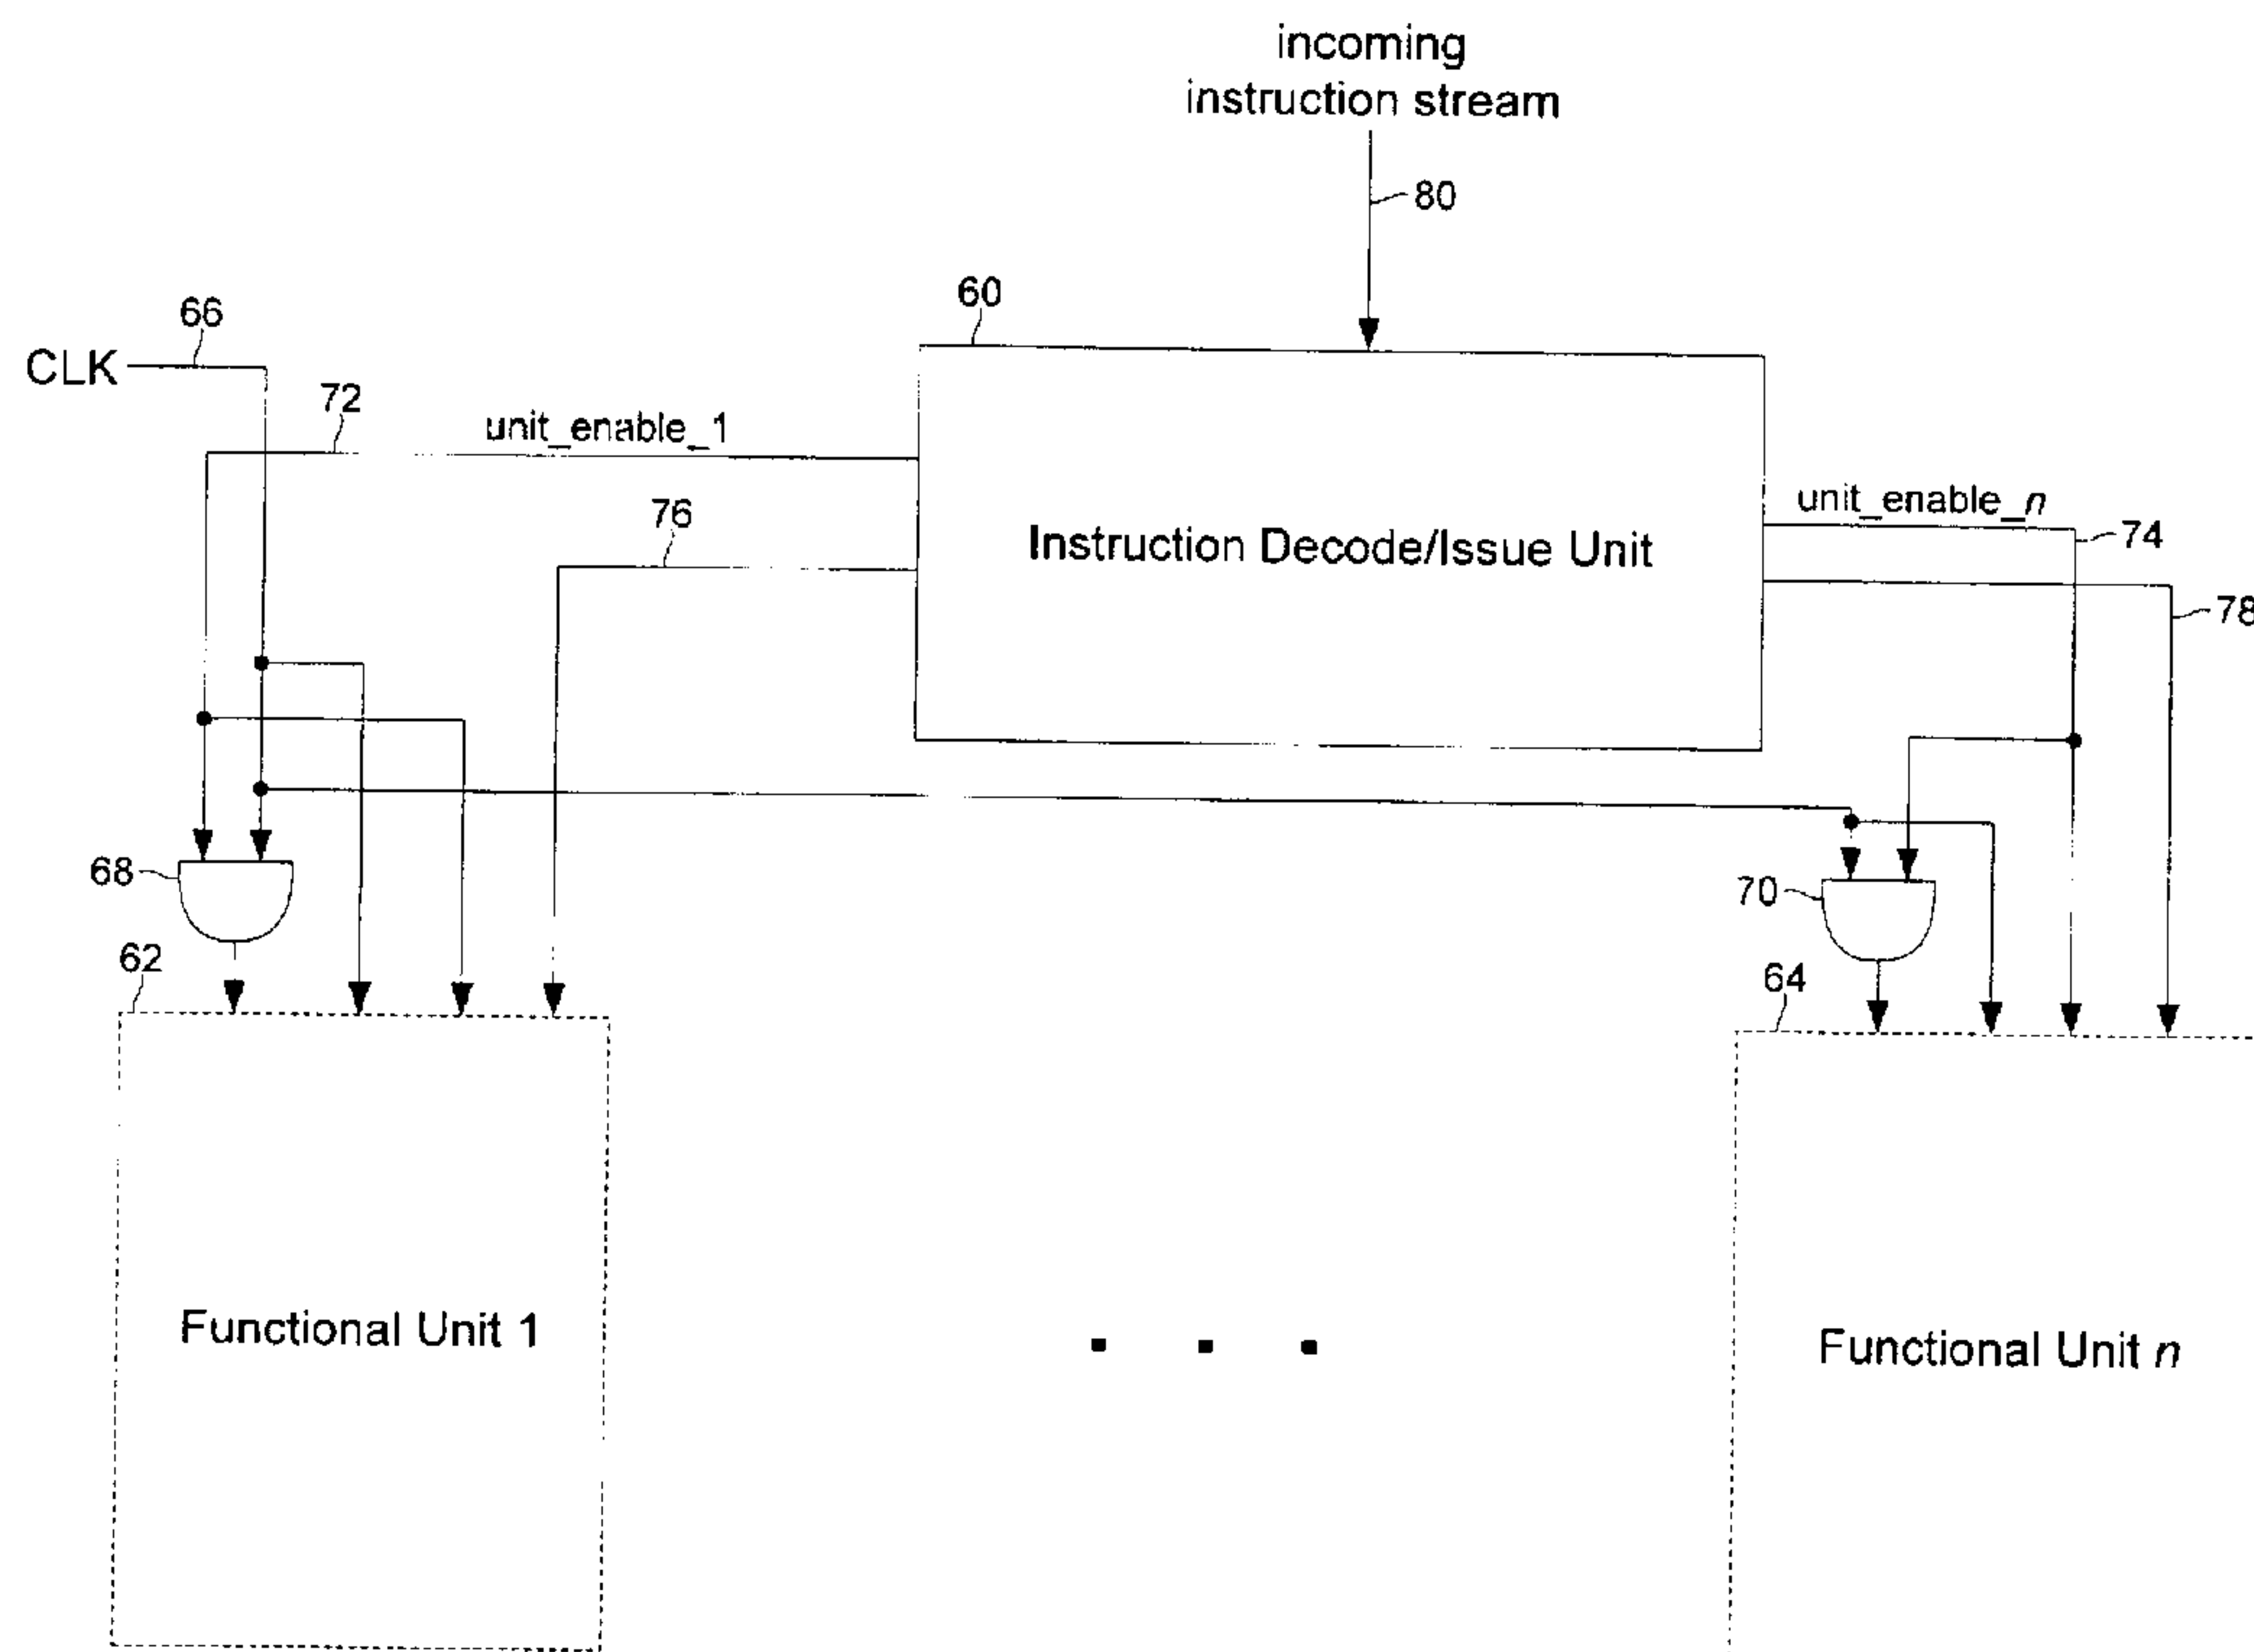 incoming
instruction stream
80
60
66
CLK
72
unit_enable_1
76
Instruction Decode/Issue Unit
unit_enable_n
74
78
68
70
62
64
Functional Unit 1
. . .
Functional Unit n